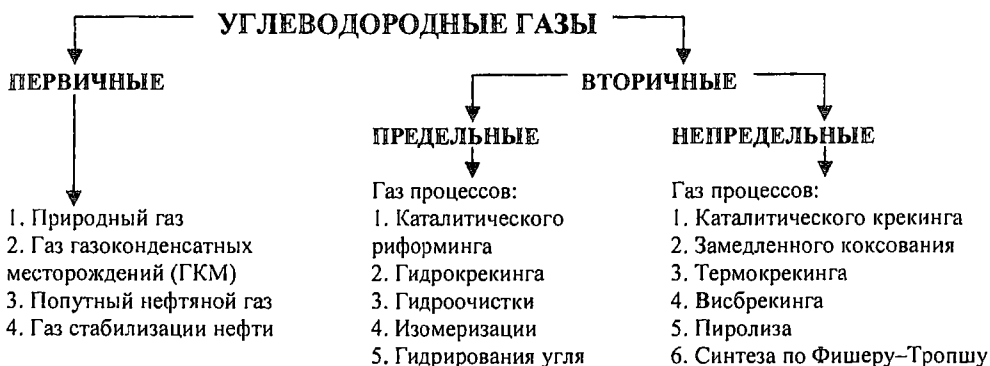 УГЛЕВОДОРОДНЫЕ ГАЗЫ
ПЕРВИЧНЫЕ
1. Природный газ
2. Газ газоконденсатных
месторождений (ГКМ)
3. Попутный нефтяной газ
4. Газ стабилизации нефти
ВТОРИЧНЫЕ
ПРЕДЕЛЬНЫЕ
Газ процессов:
1. Каталитического
риформинга
2. Гидрокрекинга
3. Гидроочистки
4. Изомеризации
5. Гидрирования угля
НЕПРЕДЕЛЬНЫЕ
Газ процессов:
1. Каталитического крекинга
2. Замедленного коксования
3. Термокрекинга
4. Висбрекинга
5. Пиролиза
6. Синтеза по Фишеру–Тропшу